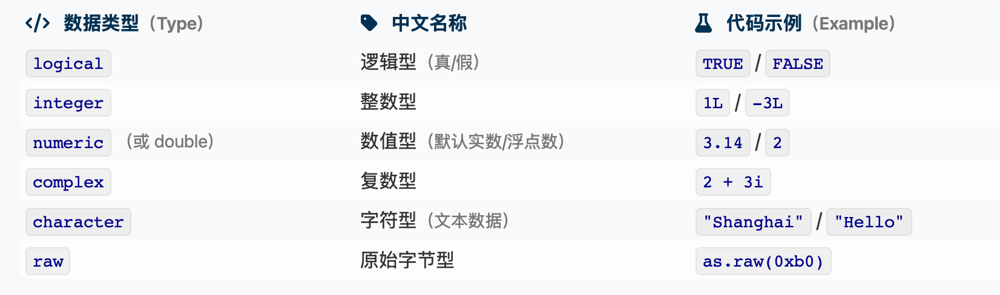 </> 数据类型 (Type) 中文名称 代码示例 (Example)
logical 逻辑型 (真/假) TRUE / FALSE
integer 整数型 1L / -3L
numeric (或 double) 数值型 (默认实数/浮点数) 3.14 / 2
complex 复数型 2 + 3i
character 字符型 (文本数据) "Shanghai" / "Hello"
raw 原始字节型 as.raw(0xb0)